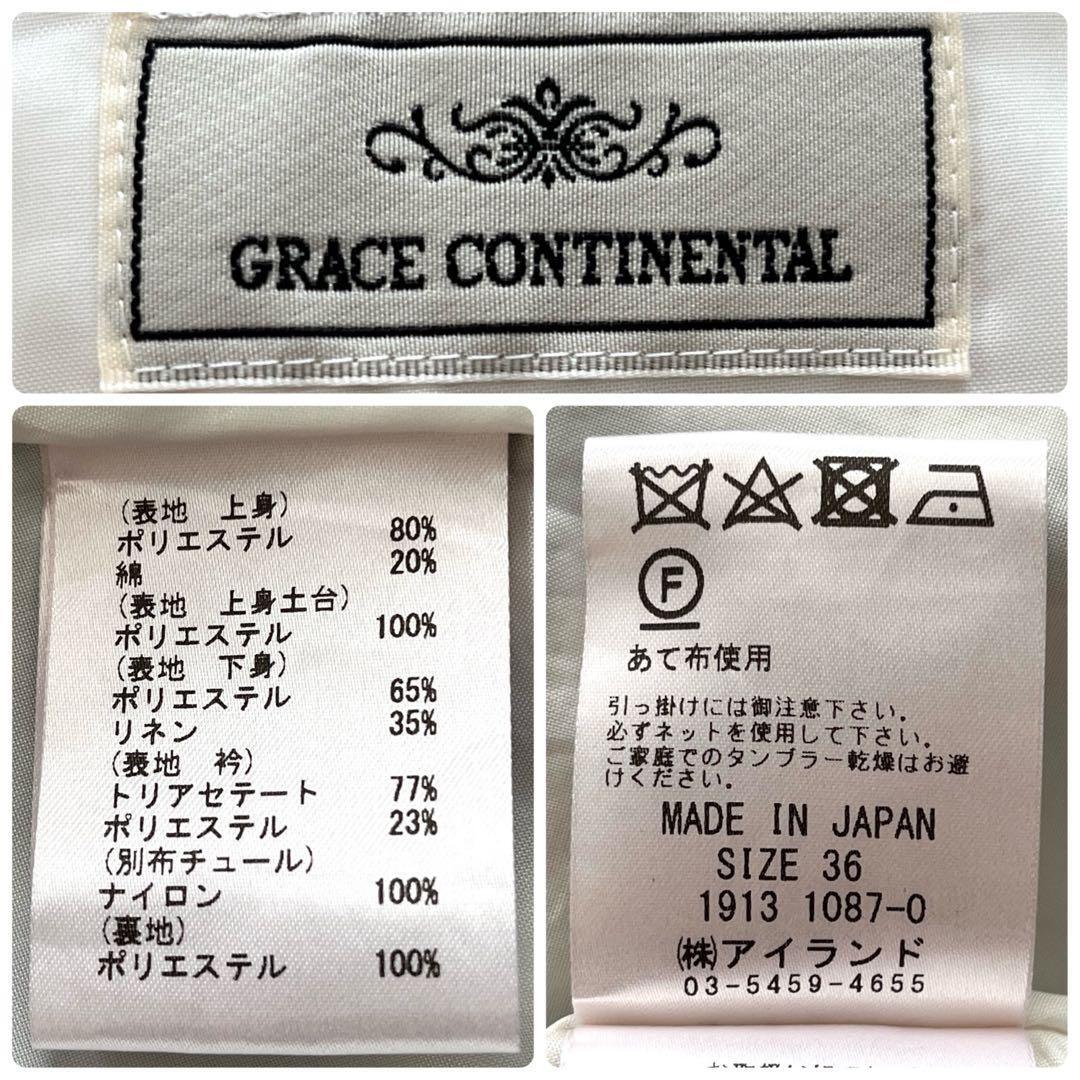 GRACE CONTINENTAL
(表地　上身)
ポリエステル 80%
綿 20%
(表地　上身土台)
ポリエステル 100%
(表地　下身)
ポリエステル 65%
リネン 35%
(表地　衿)
トリアセテート 77%
ポリエステル 23%
(別布チュール)
ナイロン 100%
(裏地)
ポリエステル 100%
F
あて布使用
引っ掛けには御注意下さい.
必ずネットを使用して下さい.
ご家庭でのタンブラー乾燥はお避
けください.
MADE IN JAPAN
SIZE 36
1913 1087-0
㈱アイランド
03-5459-4655